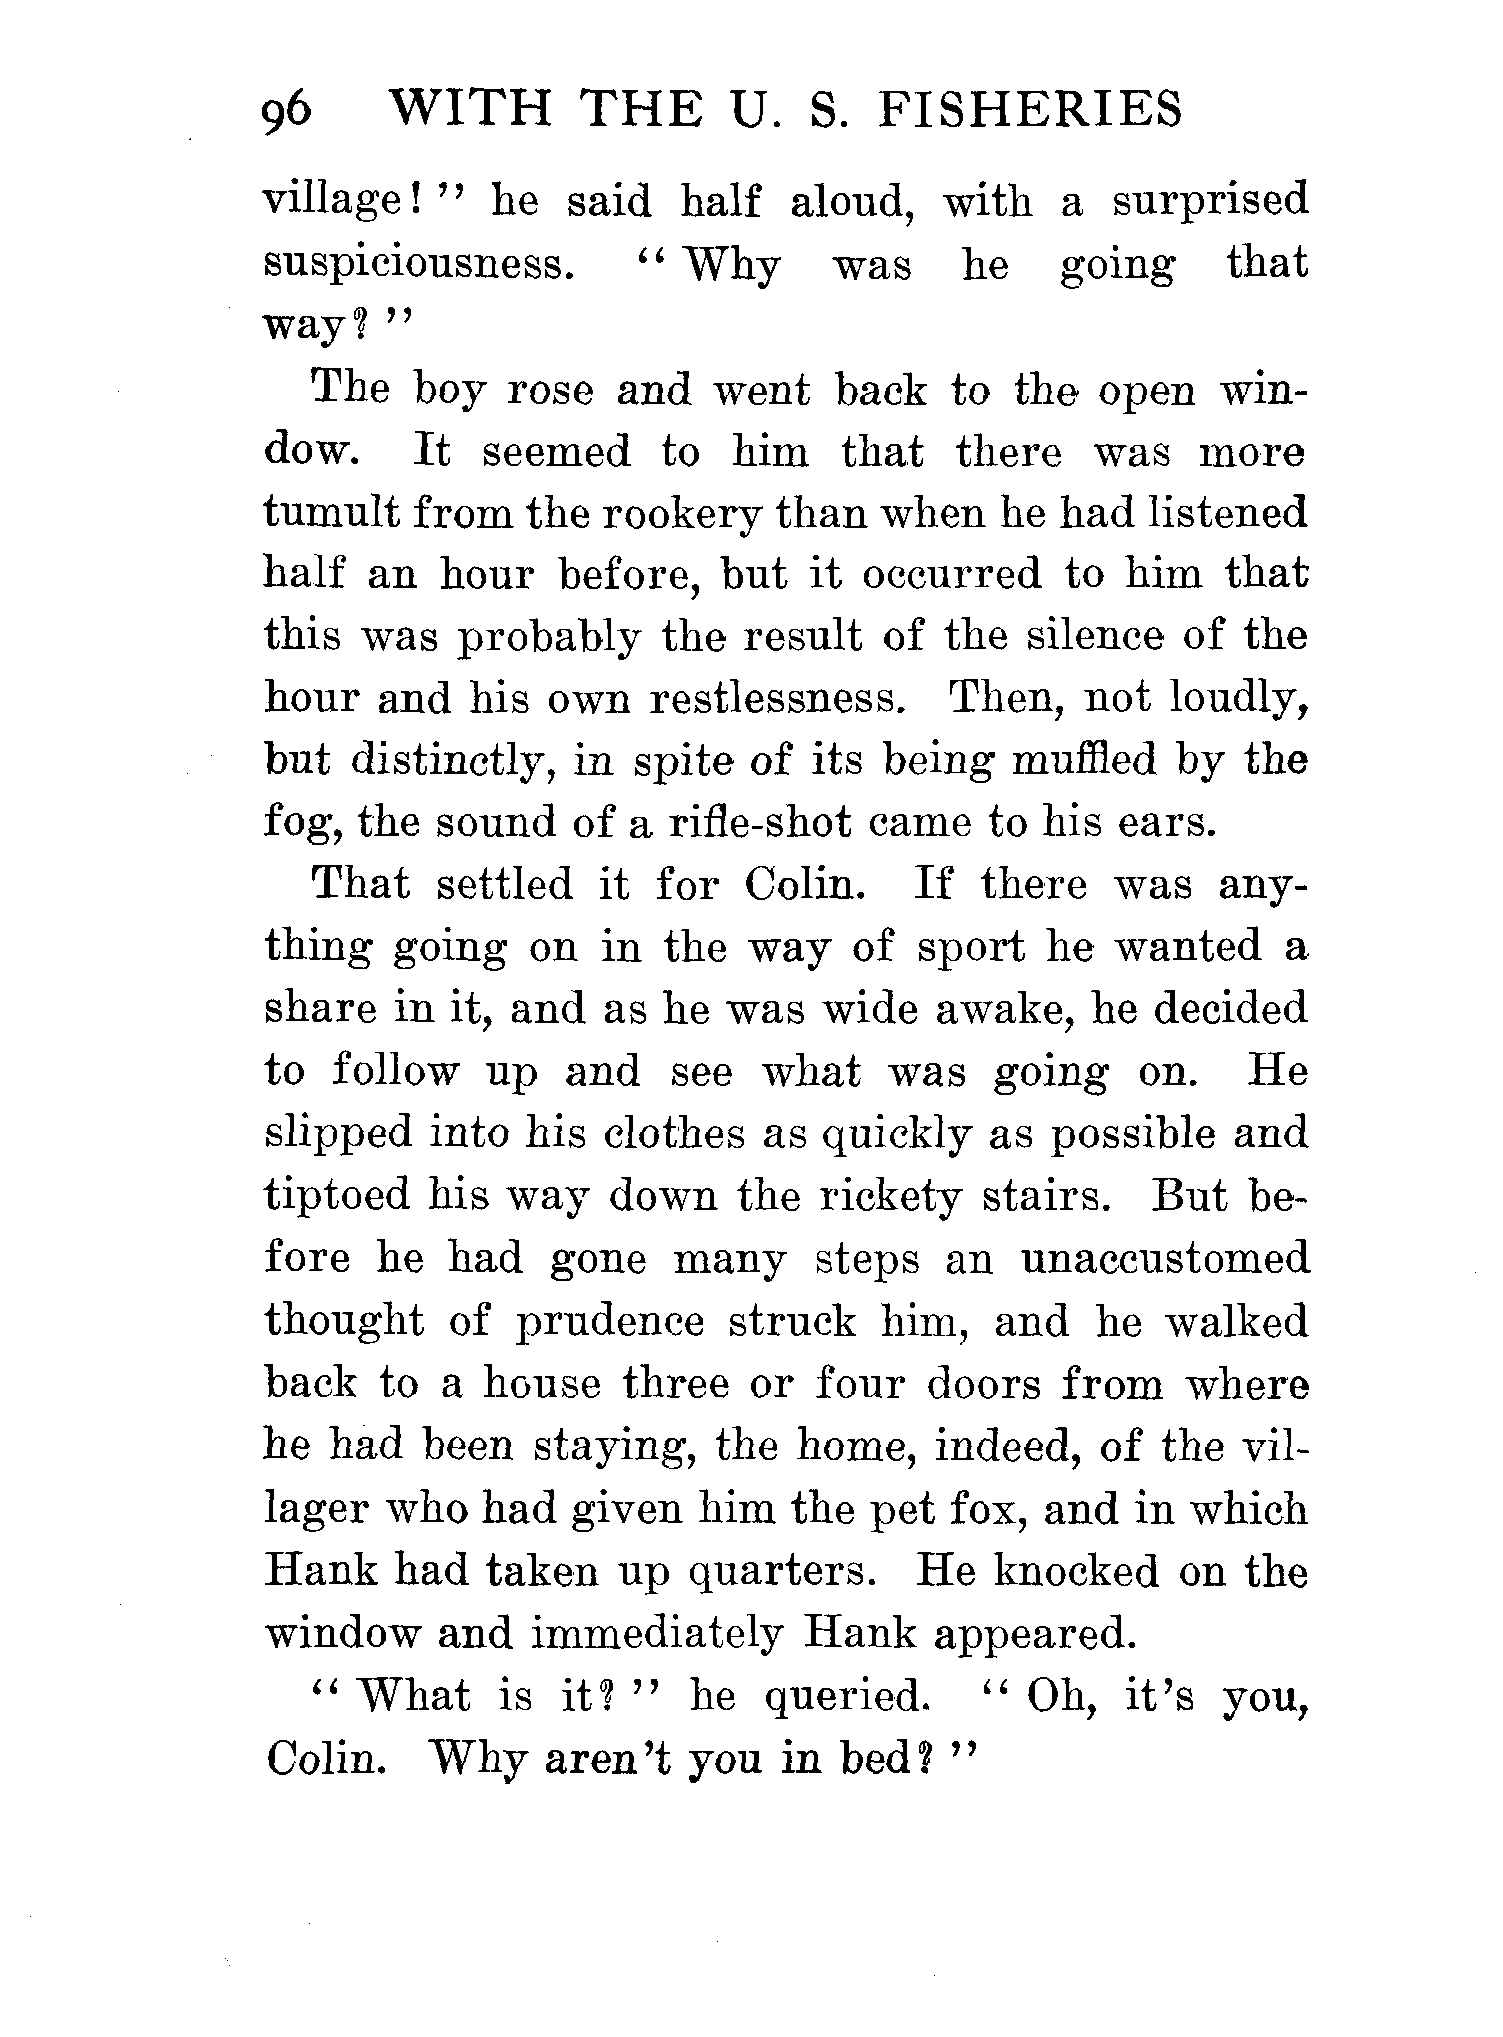 96 WITH THE U. S. FISHERIES
village! " he said half aloud, with a surprised
suspiciousness. " Why was he going that
way? "
The boy rose and went back to the open win-
dow. It seemed to him that there was more
tumult from the rookery than when he had listened
half an hour before, but it occurred to him that
this was probably the result of the silence of the
hour and his own restlessness. Then, not loudly,
but distinctly, in spite of its being muffled by the
fog, the sound of a rifle-shot came to his ears.
That settled it for Colin. If there was any-
thing going on in the way of sport he wanted a
share in it, and as he was wide awake, he decided
to follow up and see what was going on. He
slipped into his clothes as quickly as possible and
tiptoed his way down the rickety stairs. But be-
fore he had gone many steps an unaccustomed
thought of prudence struck him, and he walked
back to a house three or four doors from where
he had been staying, the home, indeed, of the vil-
lager who had given him the pet fox, and in which
Hank had taken up quarters. He knocked on the
window and immediately Hank appeared.
" What is it? " he queried. " Oh, it's you,
Colin. Why aren't you in bed? "